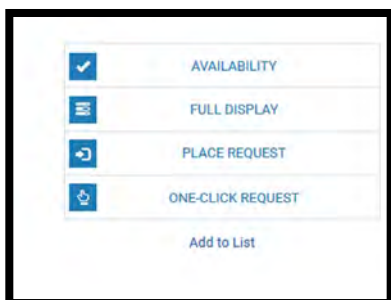 AVAILABILITY
FULL DISPLAY
PLACE REQUEST
ONE-CLICK REQUEST
Add to List